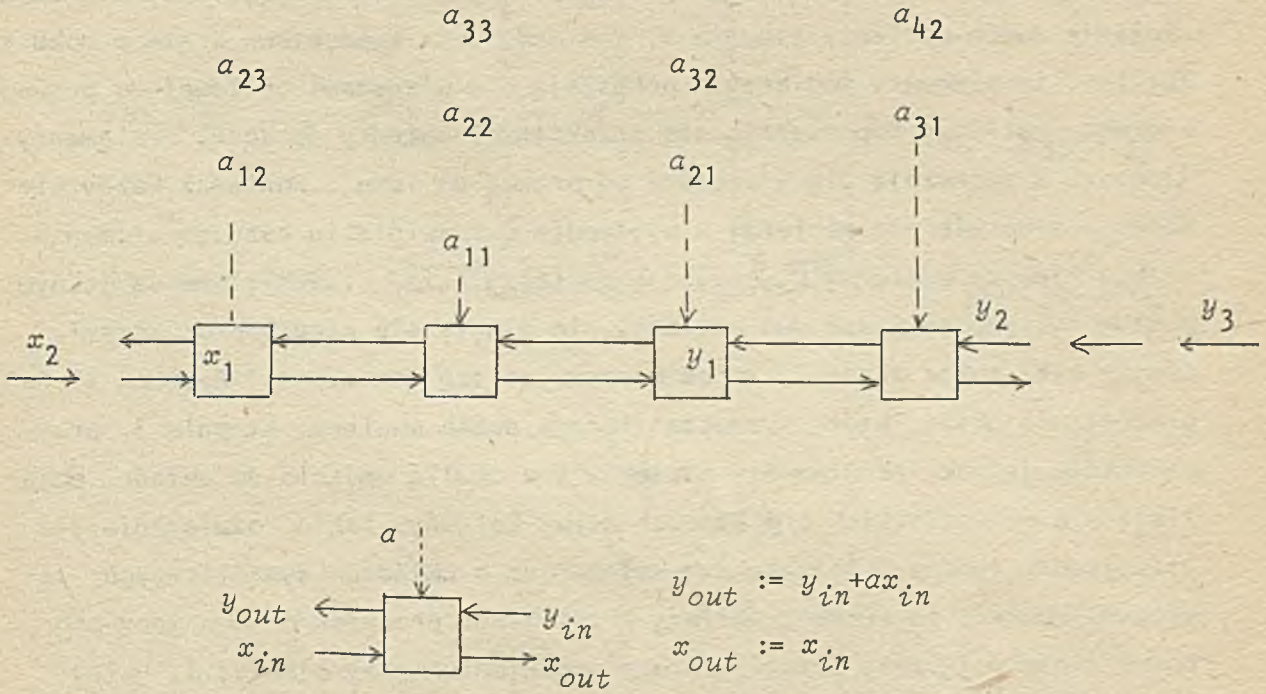 a33 a42
a23 a32
a22 a31
a12 a21
a11
x2 x1 y1 y2 y3
a
yout yin yout := yin+axin
xin xout xout := xin